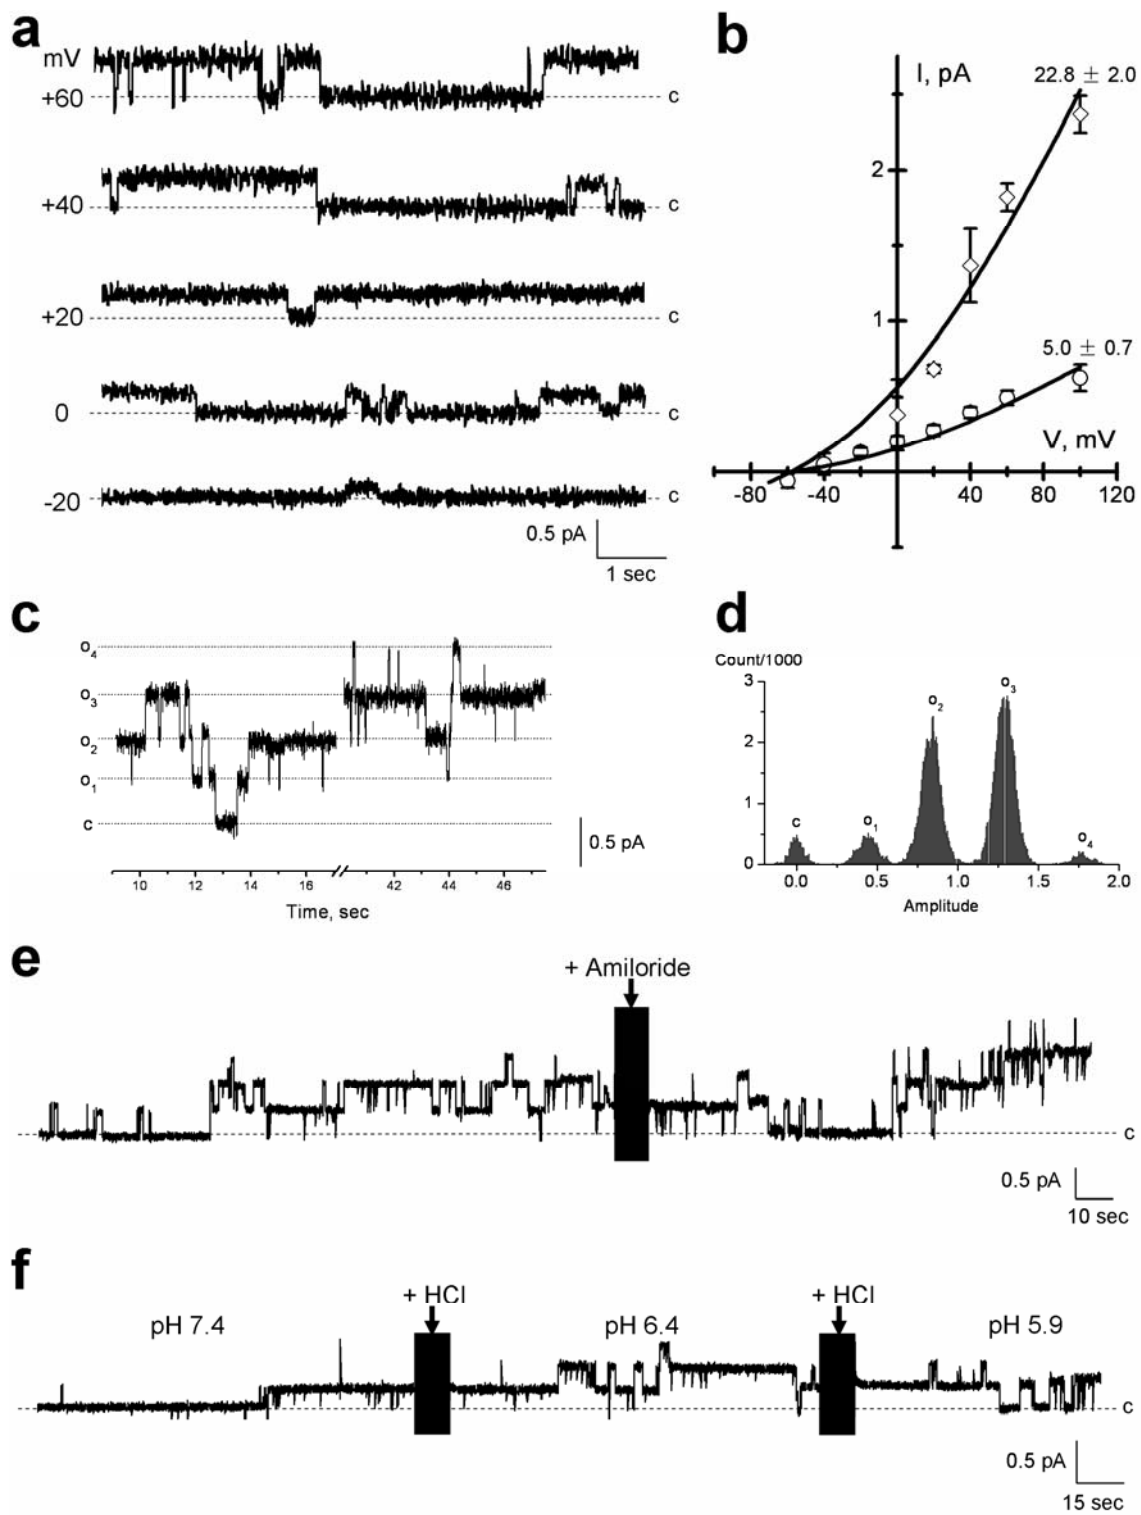 a
mV
+60
c
+40
c
+20
c
0
c
-20
c
0.5 pA
1 sec
b
I, pA
22.8 ± 2.0
2
1
5.0 ± 0.7
V, mV
-80 -40 40 80 120
c
o4
o3
o2
o1
c
0.5 pA
10 12 14 16 42 44 46
Time, sec
d
Count/1000
3
2
1
0
c o1 o2 o3 o4
0.0 0.5 1.0 1.5 2.0
Amplitude
e
+ Amiloride
c
0.5 pA
10 sec
f
+ HCl + HCl
pH 7.4 pH 6.4 pH 5.9
c
0.5 pA
15 sec